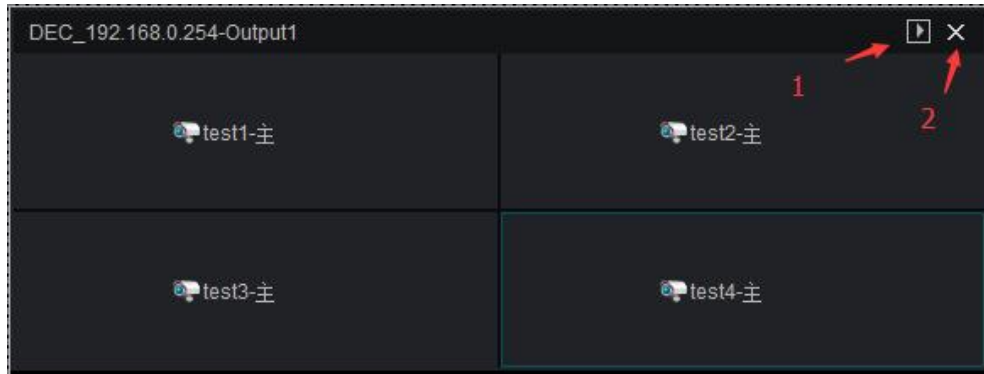 DEC_192.168.0.254-Output1
1
2
test1-主
test2-主
test3-主
test4-主